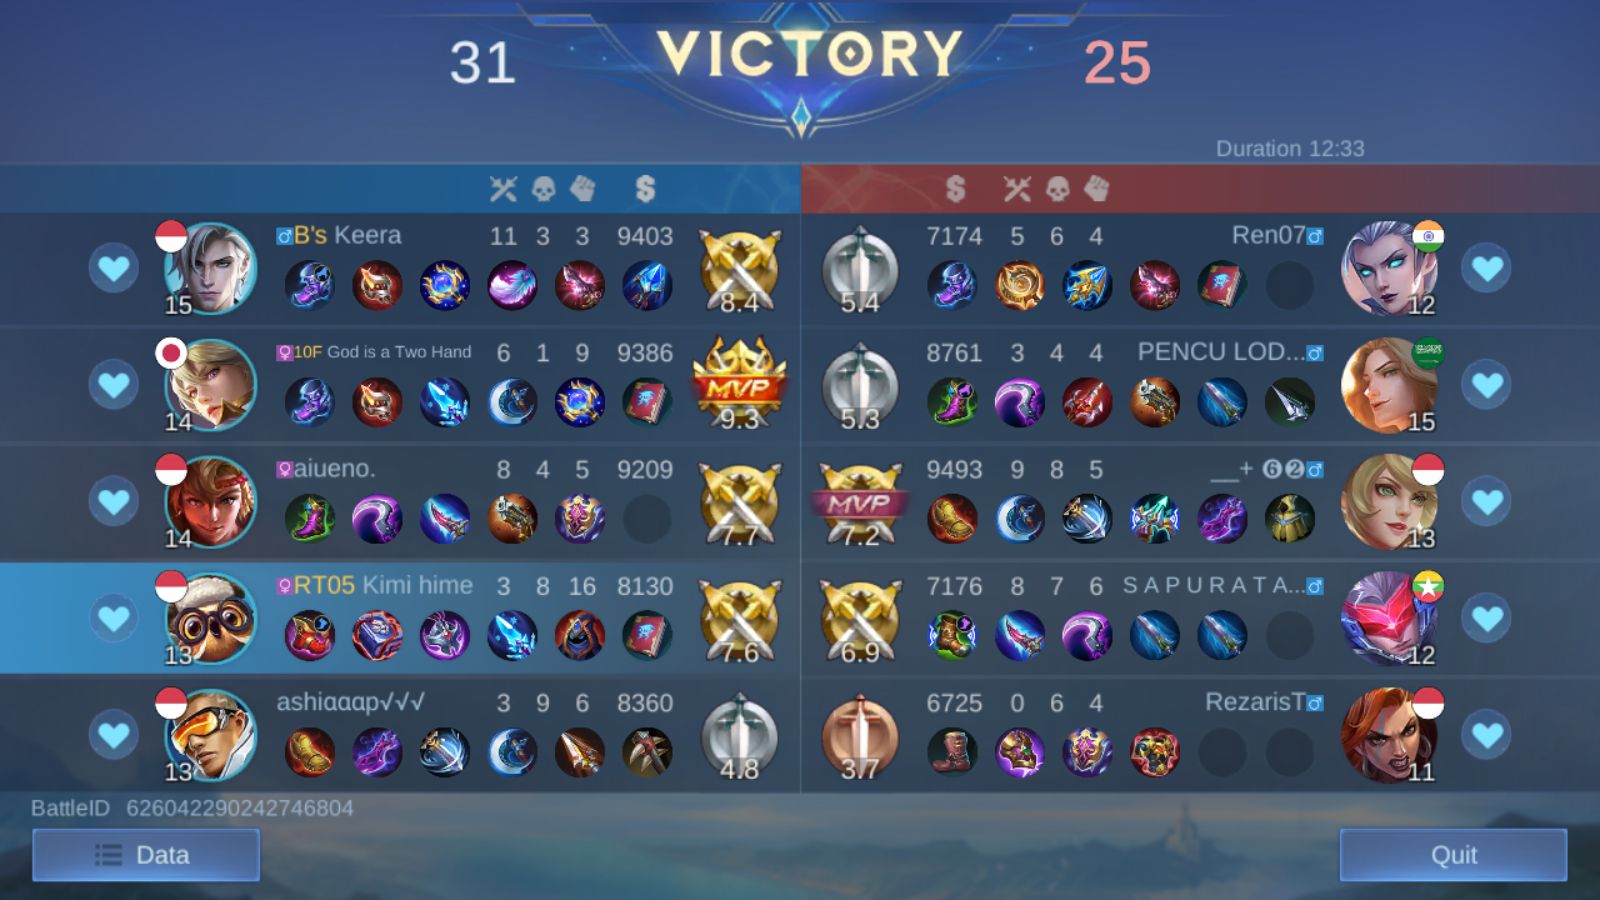 31 VICTORY 25
Duration 12:33
B's Keera 11 3 3 9403
15 8.4
7174 5 6 4 Ren07
5.4 12
10F God is a Two Hand 6 1 9 9386
14 MVP 9.3
8761 3 4 4 PENCU LOD...
5.3 15
aiueno. 8 4 5 9209
14 7.7
9493 9 8 5 __+ ❻❷
MVP 7.2 13
RT05 Kimi hime 3 8 16 8130
13 7.6
7176 8 7 6 S A P U R A T A...
6.9 12
ashiαααp√√√ 3 9 6 8360
13 4.8
6725 0 6 4 RezarisT
3.7 11
BattleID 626042290242746804
Data
Quit